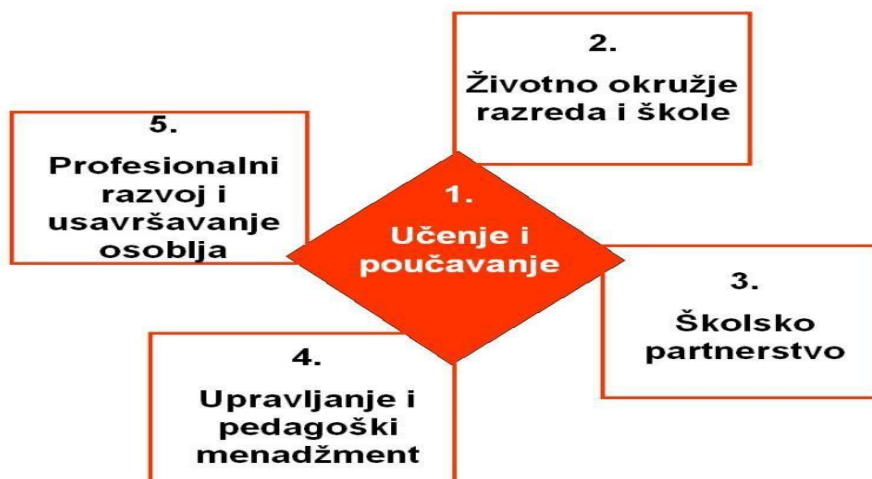 1.
Učenje i
poučavanje
2.
Životno okružje
razreda i škole
3.
Školsko
partnerstvo
4.
Upravljanje i
pedagoški
menadžment
5.
Profesionalni
razvoj i
usavršavanje
osoblja